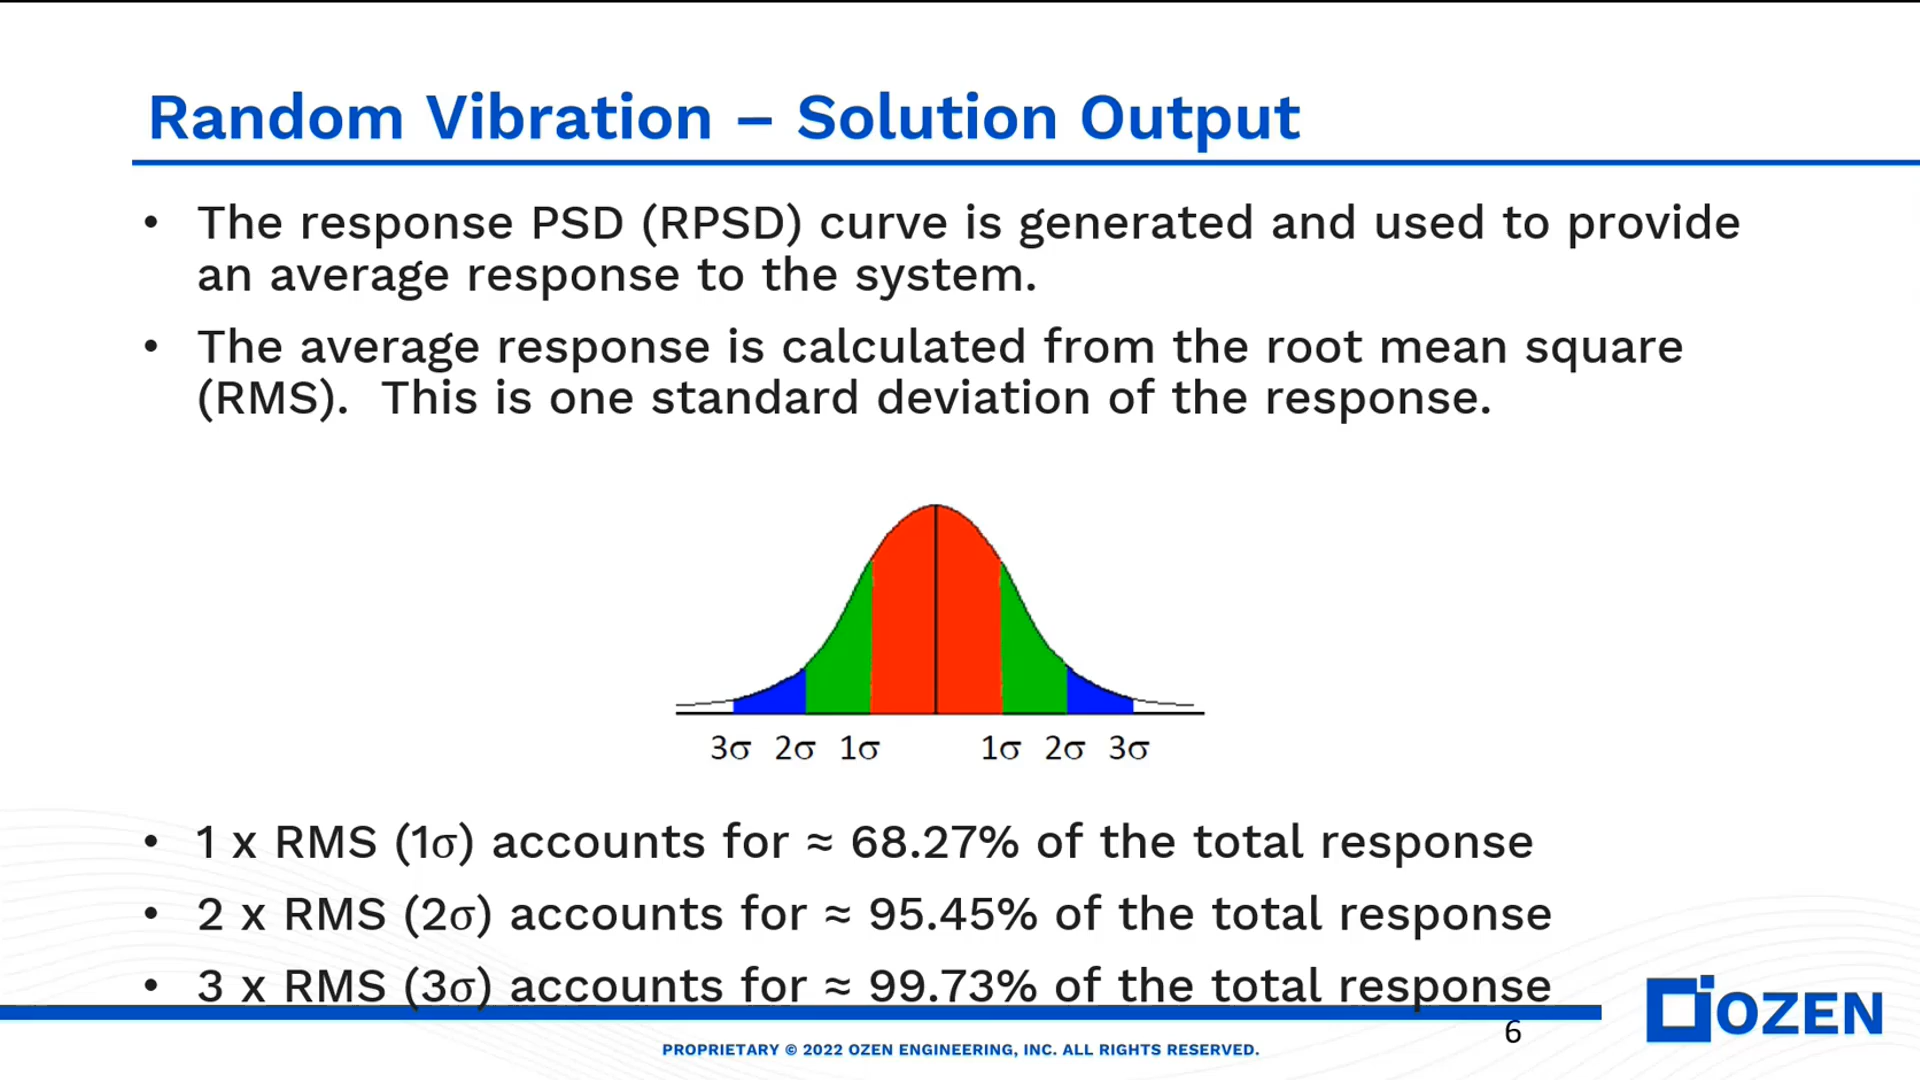 Random Vibration – Solution Output
• The response PSD (RPSD) curve is generated and used to provide
an average response to the system.
• The average response is calculated from the root mean square
(RMS).  This is one standard deviation of the response.
3σ 2σ 1σ 1σ 2σ 3σ
• 1 x RMS (1σ) accounts for ≈ 68.27% of the total response
• 2 x RMS (2σ) accounts for ≈ 95.45% of the total response
• 3 x RMS (3σ) accounts for ≈ 99.73% of the total response
OZEN
6
PROPRIETARY © 2022 OZEN ENGINEERING, INC. ALL RIGHTS RESERVED.